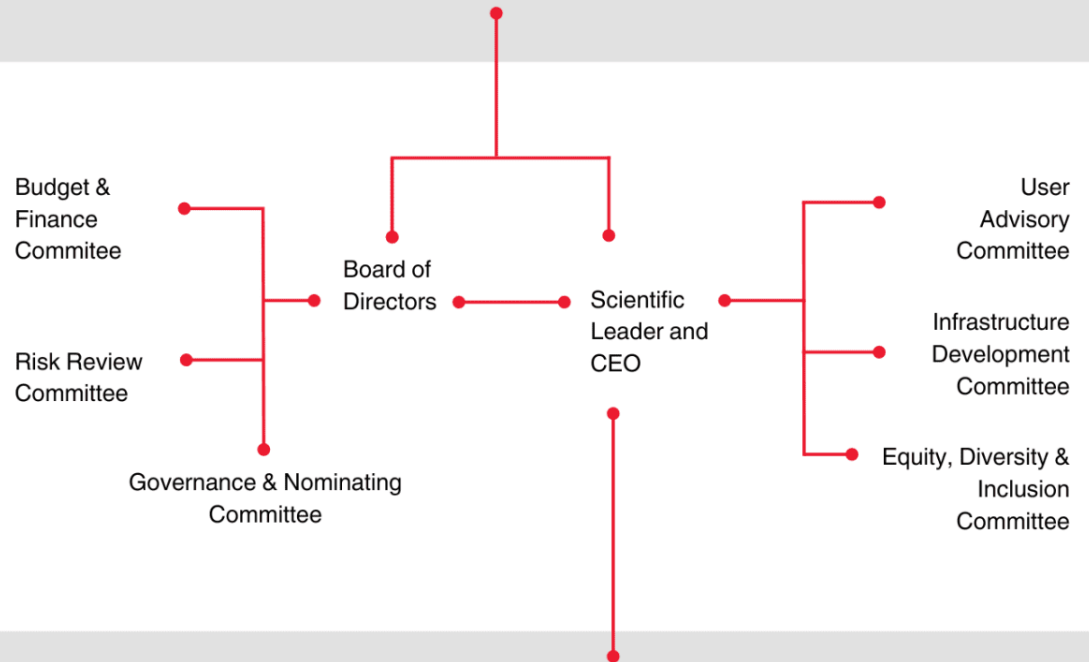 Budget &
Finance
Commitee
Risk Review
Committee
Governance & Nominating
Committee
Board of
Directors
Scientific
Leader and
CEO
User
Advisory
Committee
Infrastructure
Development
Committee
Equity, Diversity &
Inclusion
Committee